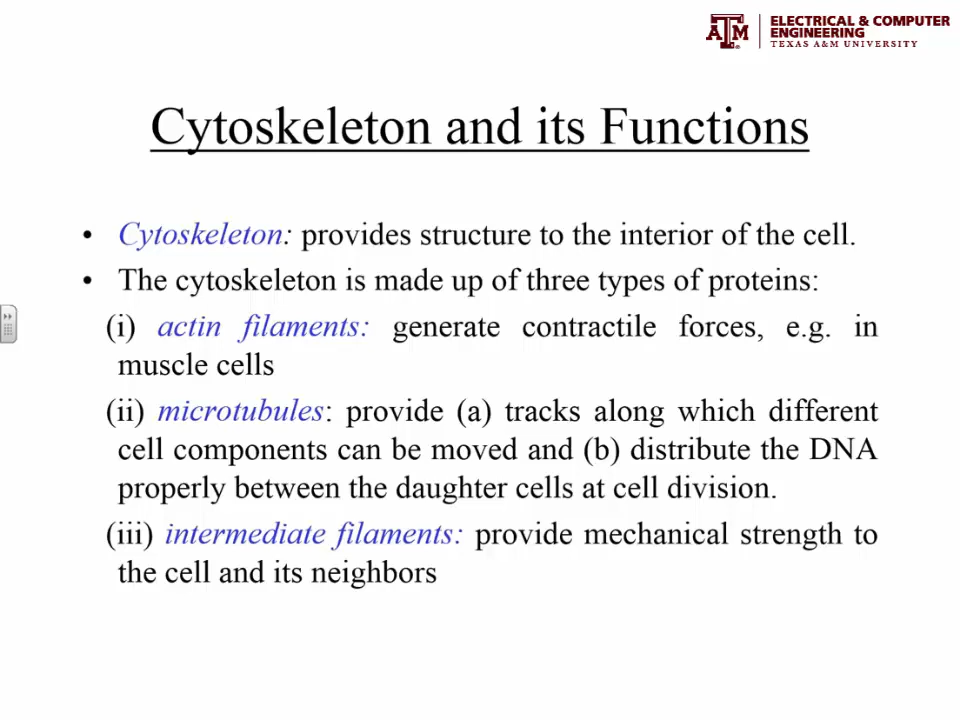 ELECTRICAL & COMPUTER
ENGINEERING
TEXAS A&M UNIVERSITY
Cytoskeleton and its Functions
• Cytoskeleton: provides structure to the interior of the cell.
• The cytoskeleton is made up of three types of proteins:
(i) actin filaments: generate contractile forces, e.g. in
muscle cells
(ii) microtubules: provide (a) tracks along which different
cell components can be moved and (b) distribute the DNA
properly between the daughter cells at cell division.
(iii) intermediate filaments: provide mechanical strength to
the cell and its neighbors